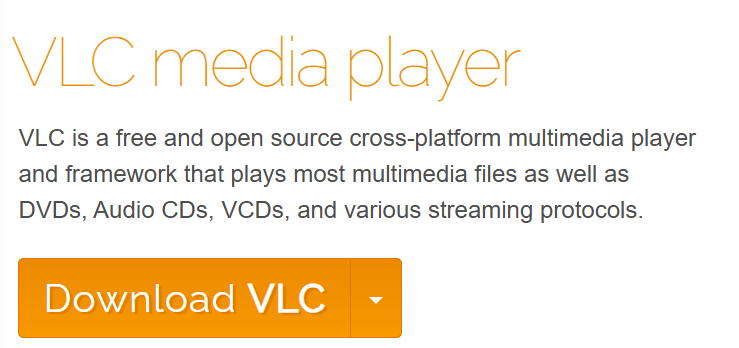 VLC media player
VLC is a free and open source cross-platform multimedia player
and framework that plays most multimedia files as well as
DVDs, Audio CDs, VCDs, and various streaming protocols.
Download VLC